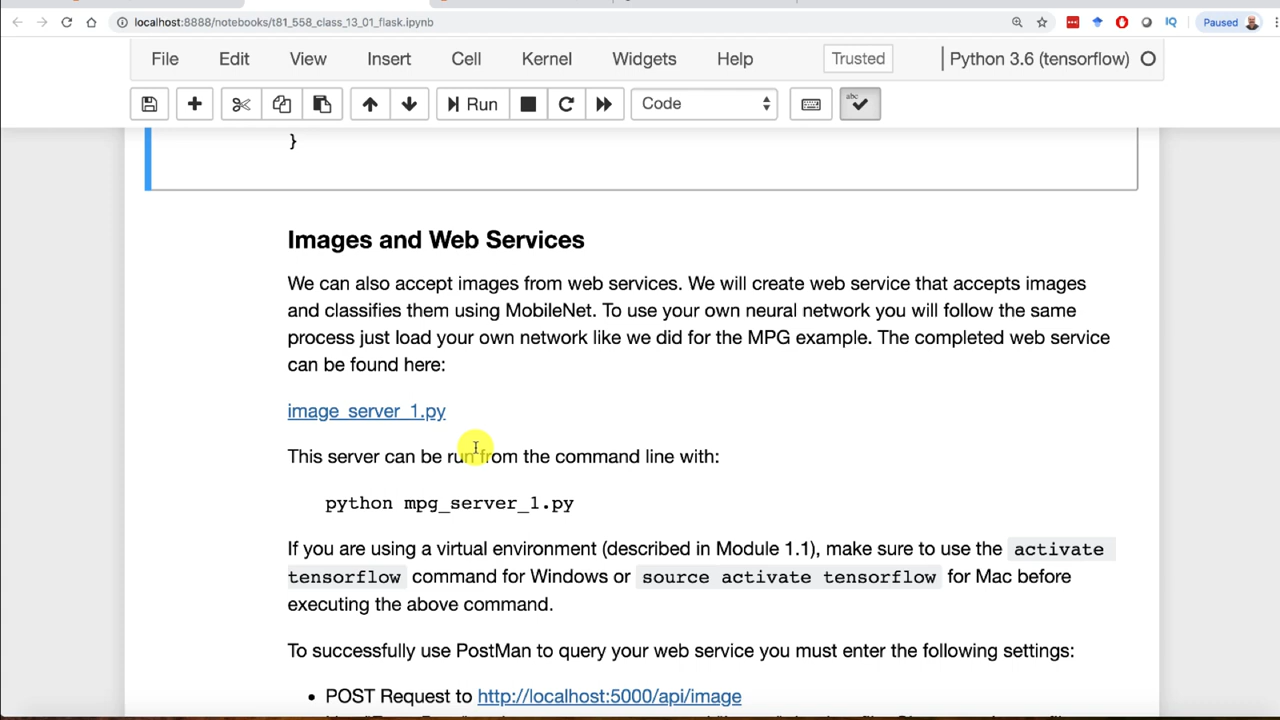 localhost:8888/notebooks/t81_558_class_13_01_flask.ipynb
IQ
Paused
File Edit View Insert Cell Kernel Widgets Help Trusted Python 3.6 (tensorflow)
Run Code abc
}
Images and Web Services
We can also accept images from web services. We will create web service that accepts images
and classifies them using MobileNet. To use your own neural network you will follow the same
process just load your own network like we did for the MPG example. The completed web service
can be found here:
image_server_1.py
This server can be run from the command line with:
python mpg_server_1.py
If you are using a virtual environment (described in Module 1.1), make sure to use the activate
tensorflow command for Windows or source activate tensorflow for Mac before
executing the above command.
To successfully use PostMan to query your web service you must enter the following settings:
• POST Request to http://localhost:5000/api/image